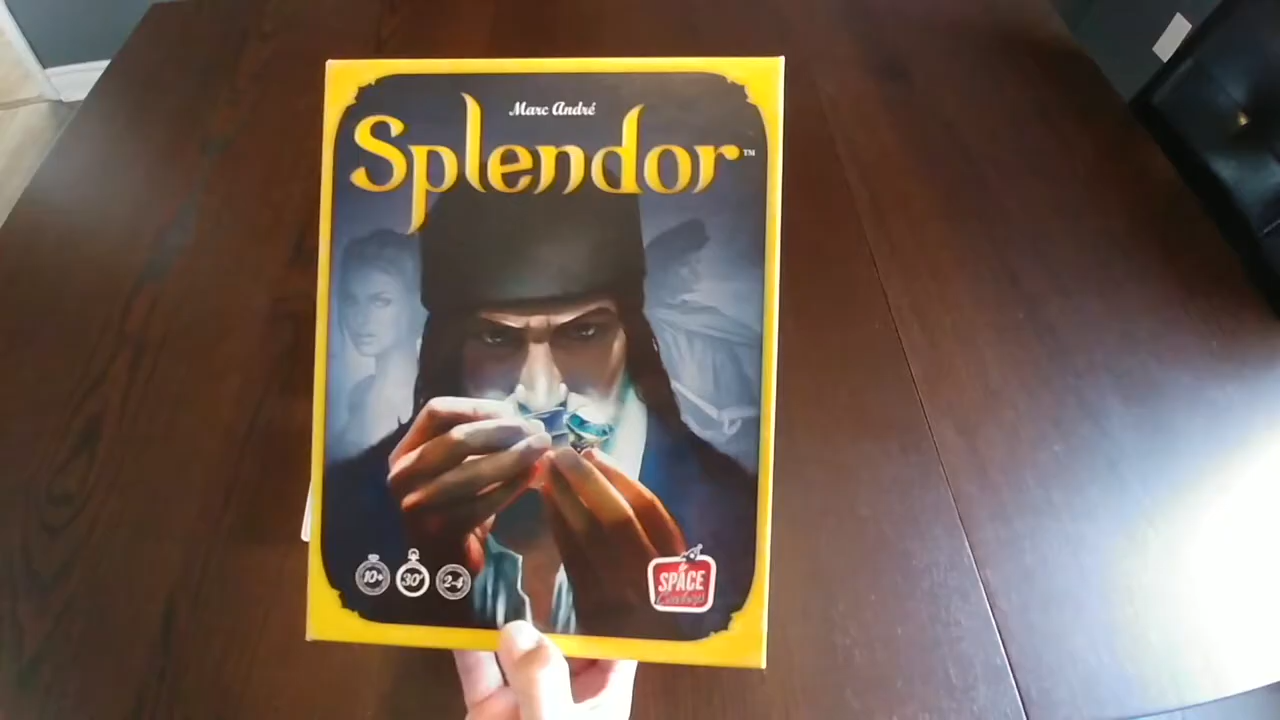 Marc André
Splendor™
10+
30'
2-4
SPACE
Cowboys